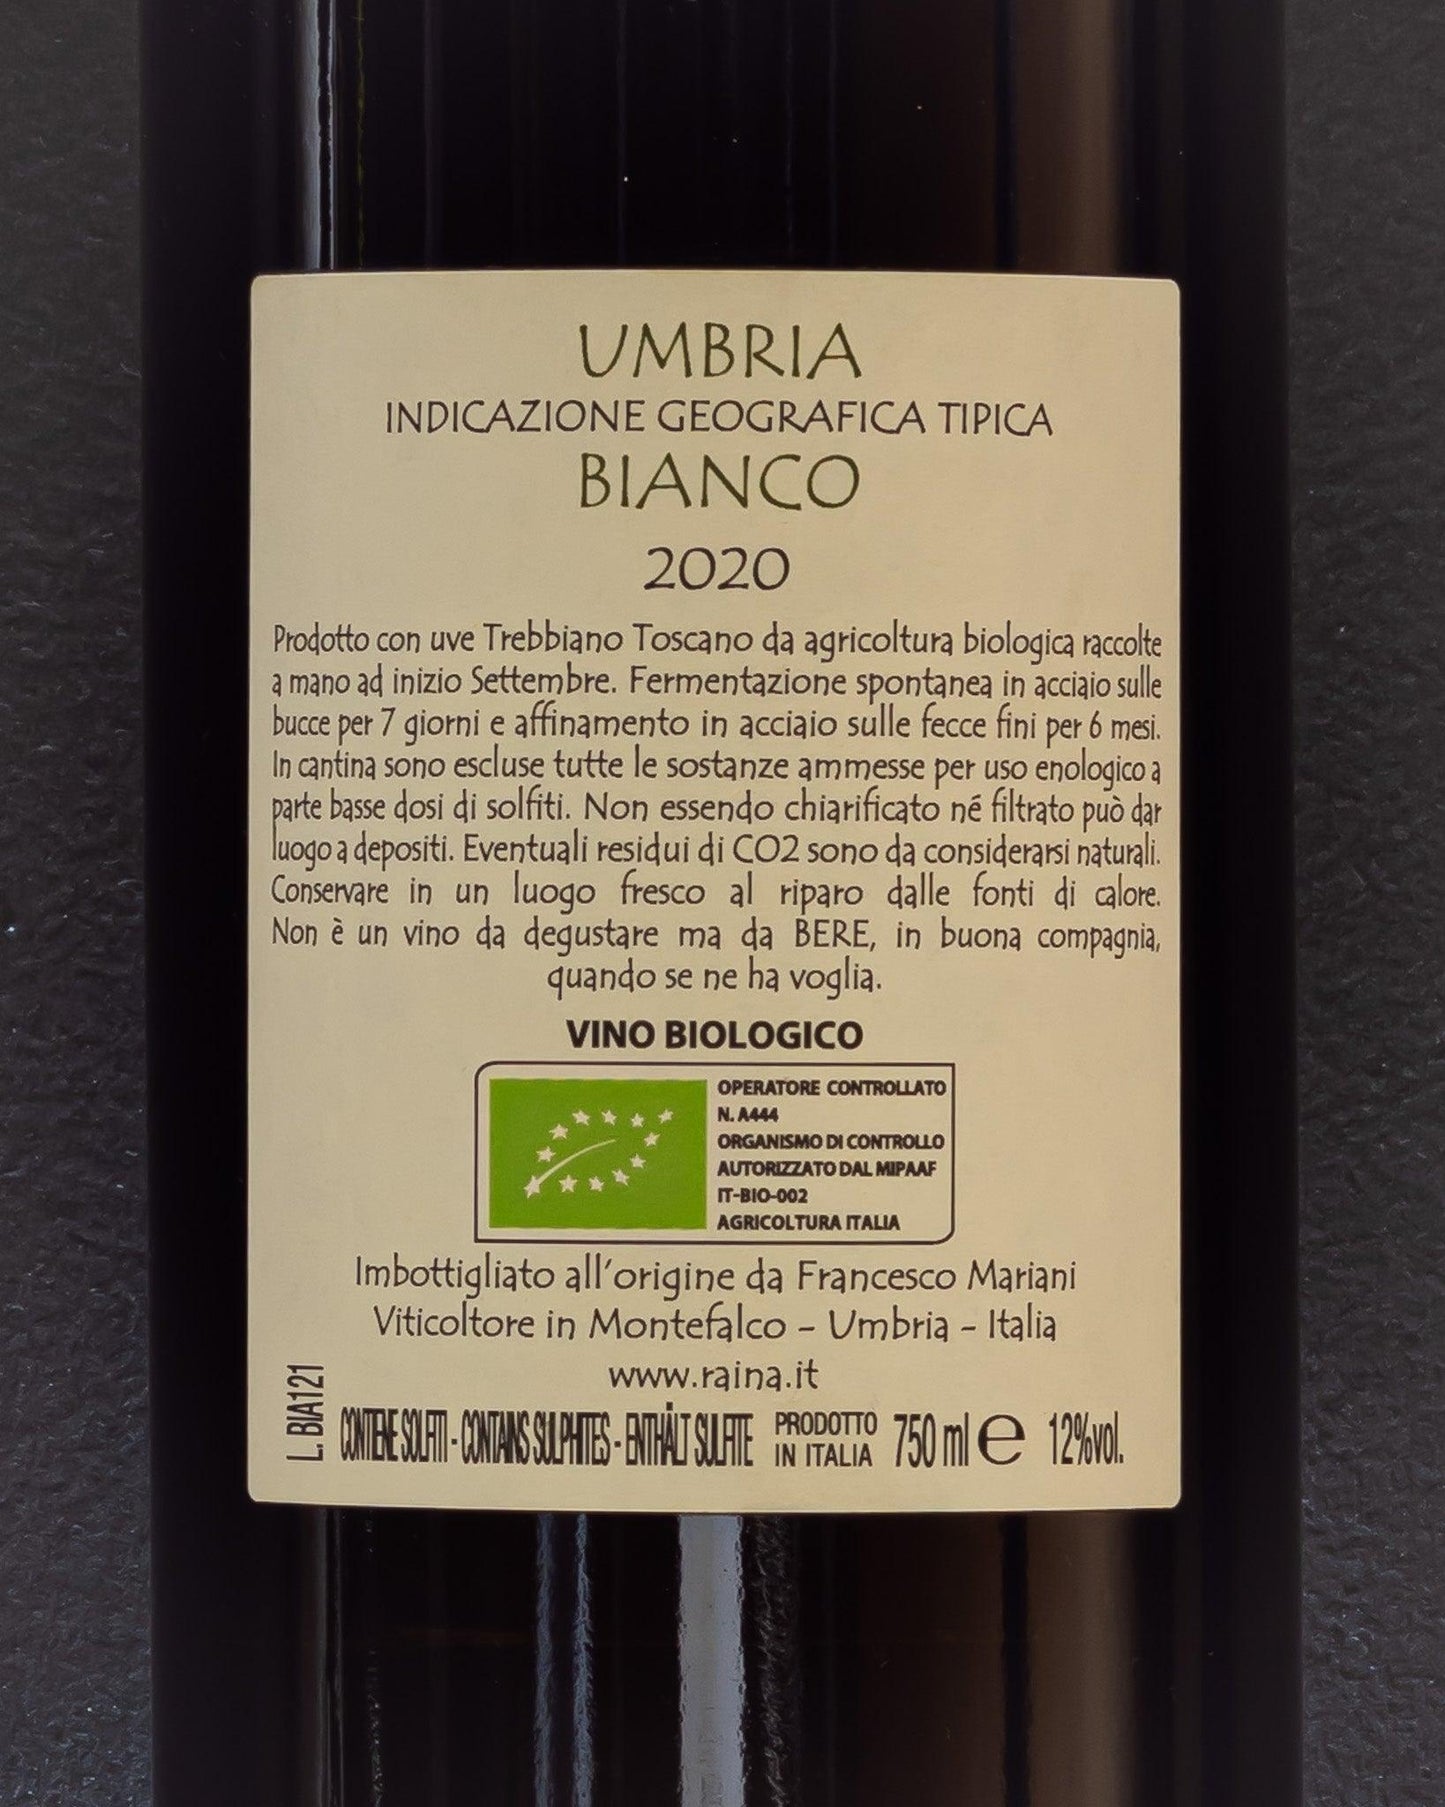 UMBRIA
INDICAZIONE GEOGRAFICA TIPICA
BIANCO
2020
Prodotto con uve Trebbiano Toscano da agricoltura biologica raccolte
a mano ad inizio Settembre. Fermentazione spontanea in acciaio sulle
bucce per 7 giorni e affinamento in acciaio sulle fecce fini per 6 mesi.
In cantina sono escluse tutte le sostanze ammesse per uso enologico a
parte basse dosi di solfiti. Non essendo chiarificato né filtrato può dar
luogo a depositi. Eventuali residui di CO2 sono da considerarsi naturali.
Conservare in un luogo fresco al riparo dalle fonti di calore.
Non è un vino da degustare ma da BERE, in buona compagnia,
quando se ne ha voglia.
VINO BIOLOGICO
OPERATORE CONTROLLATO
N. A444
ORGANISMO DI CONTROLLO
AUTORIZZATO DAL MIPAAF
IT-BIO-002
AGRICOLTURA ITALIA
Imbottigliato all'origine da Francesco Mariani
Viticoltore in Montefalco - Umbria - Italia
www.raina.it
L. BIA121
CONTIENE SOLFITI - CONTAINS SULPHITES - ENTHÄLT SULFITE PRODOTTO IN ITALIA 750 ml e 12%vol.